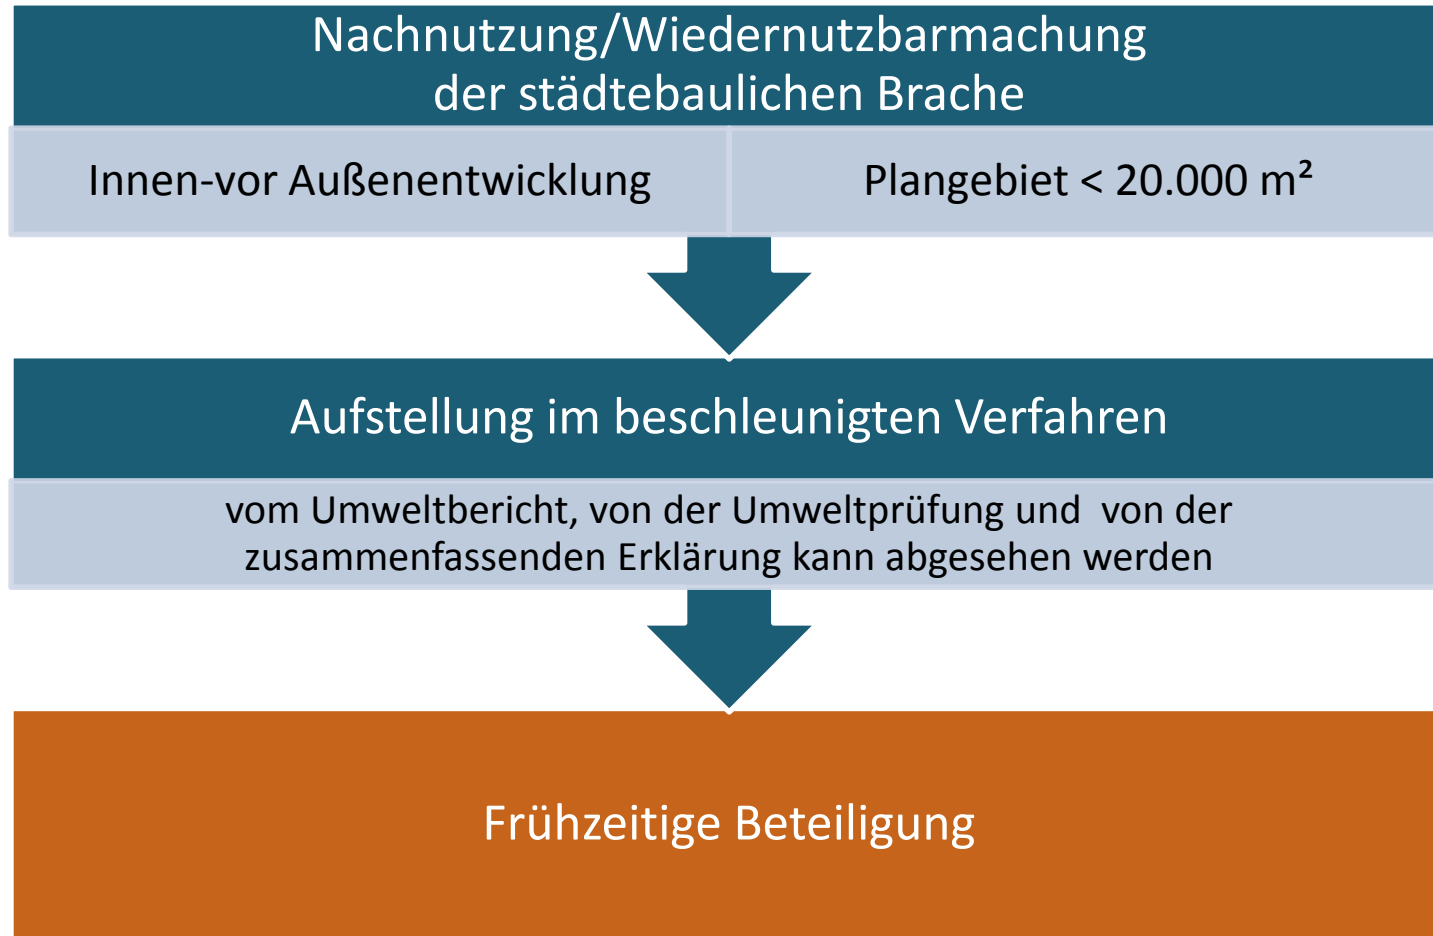 Nachnutzung/Wiedernutzbarmachung
der städtebaulichen Brache
Innen-vor Außenentwicklung
Plangebiet < 20.000 m²
Aufstellung im beschleunigten Verfahren
vom Umweltbericht, von der Umweltprüfung und  von der
zusammenfassenden Erklärung kann abgesehen werden
Frühzeitige Beteiligung